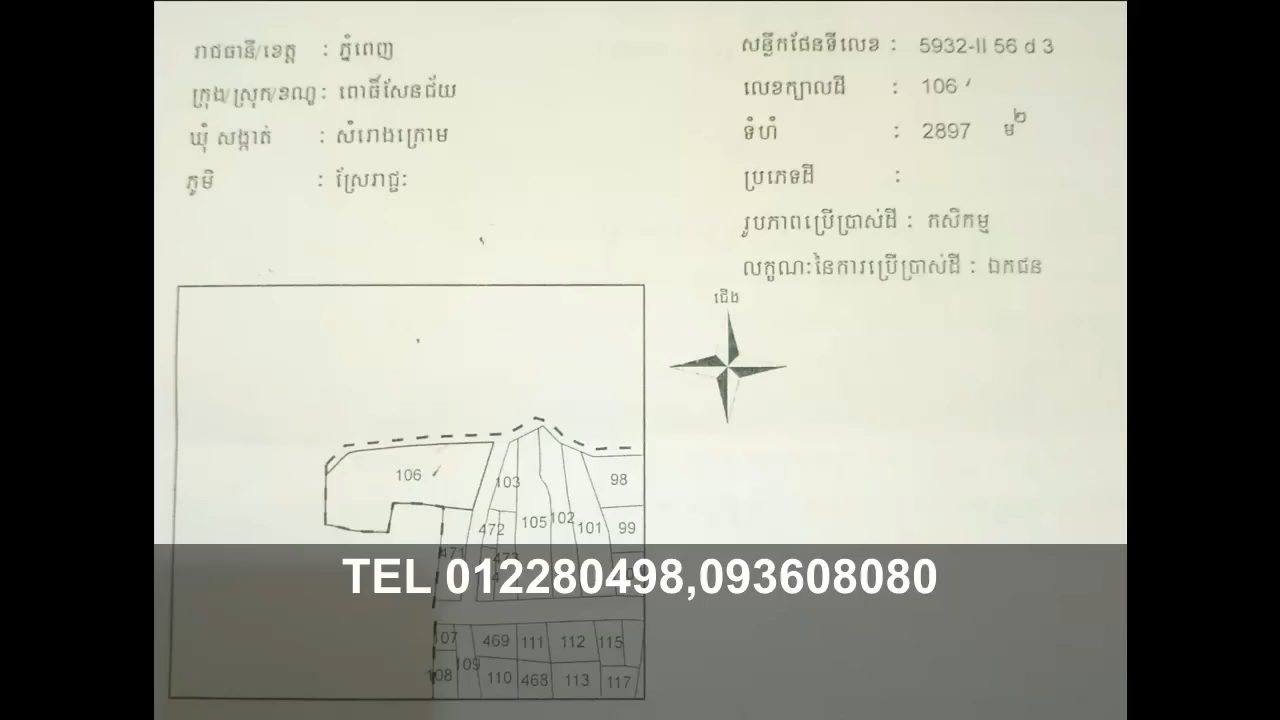 រាជធានី/ខេត្ត : ភ្នំពេញ
ក្រុង/ស្រុក/ខណ្ឌ : ពោធិ៍សែនជ័យ
ឃុំ សង្កាត់ : សំរោងក្រោម
ភូមិ : ស្រែរាជ្ជៈ
សន្លឹកផែនទីលេខ : 5932-II 56 d 3
លេខក្បាលដី : 106
ទំហំ : 2897 ម២
ប្រភេទដី :
រូបភាពប្រើប្រាស់ដី : កសិកម្ម
លក្ខណៈនៃការប្រើប្រាស់ដី : ឯកជន
ជើង
106
103
98
472
105
102
101
99
471
473
TEL 012280498,093608080
107
469
111
112
115
109
108
110
468
113
117